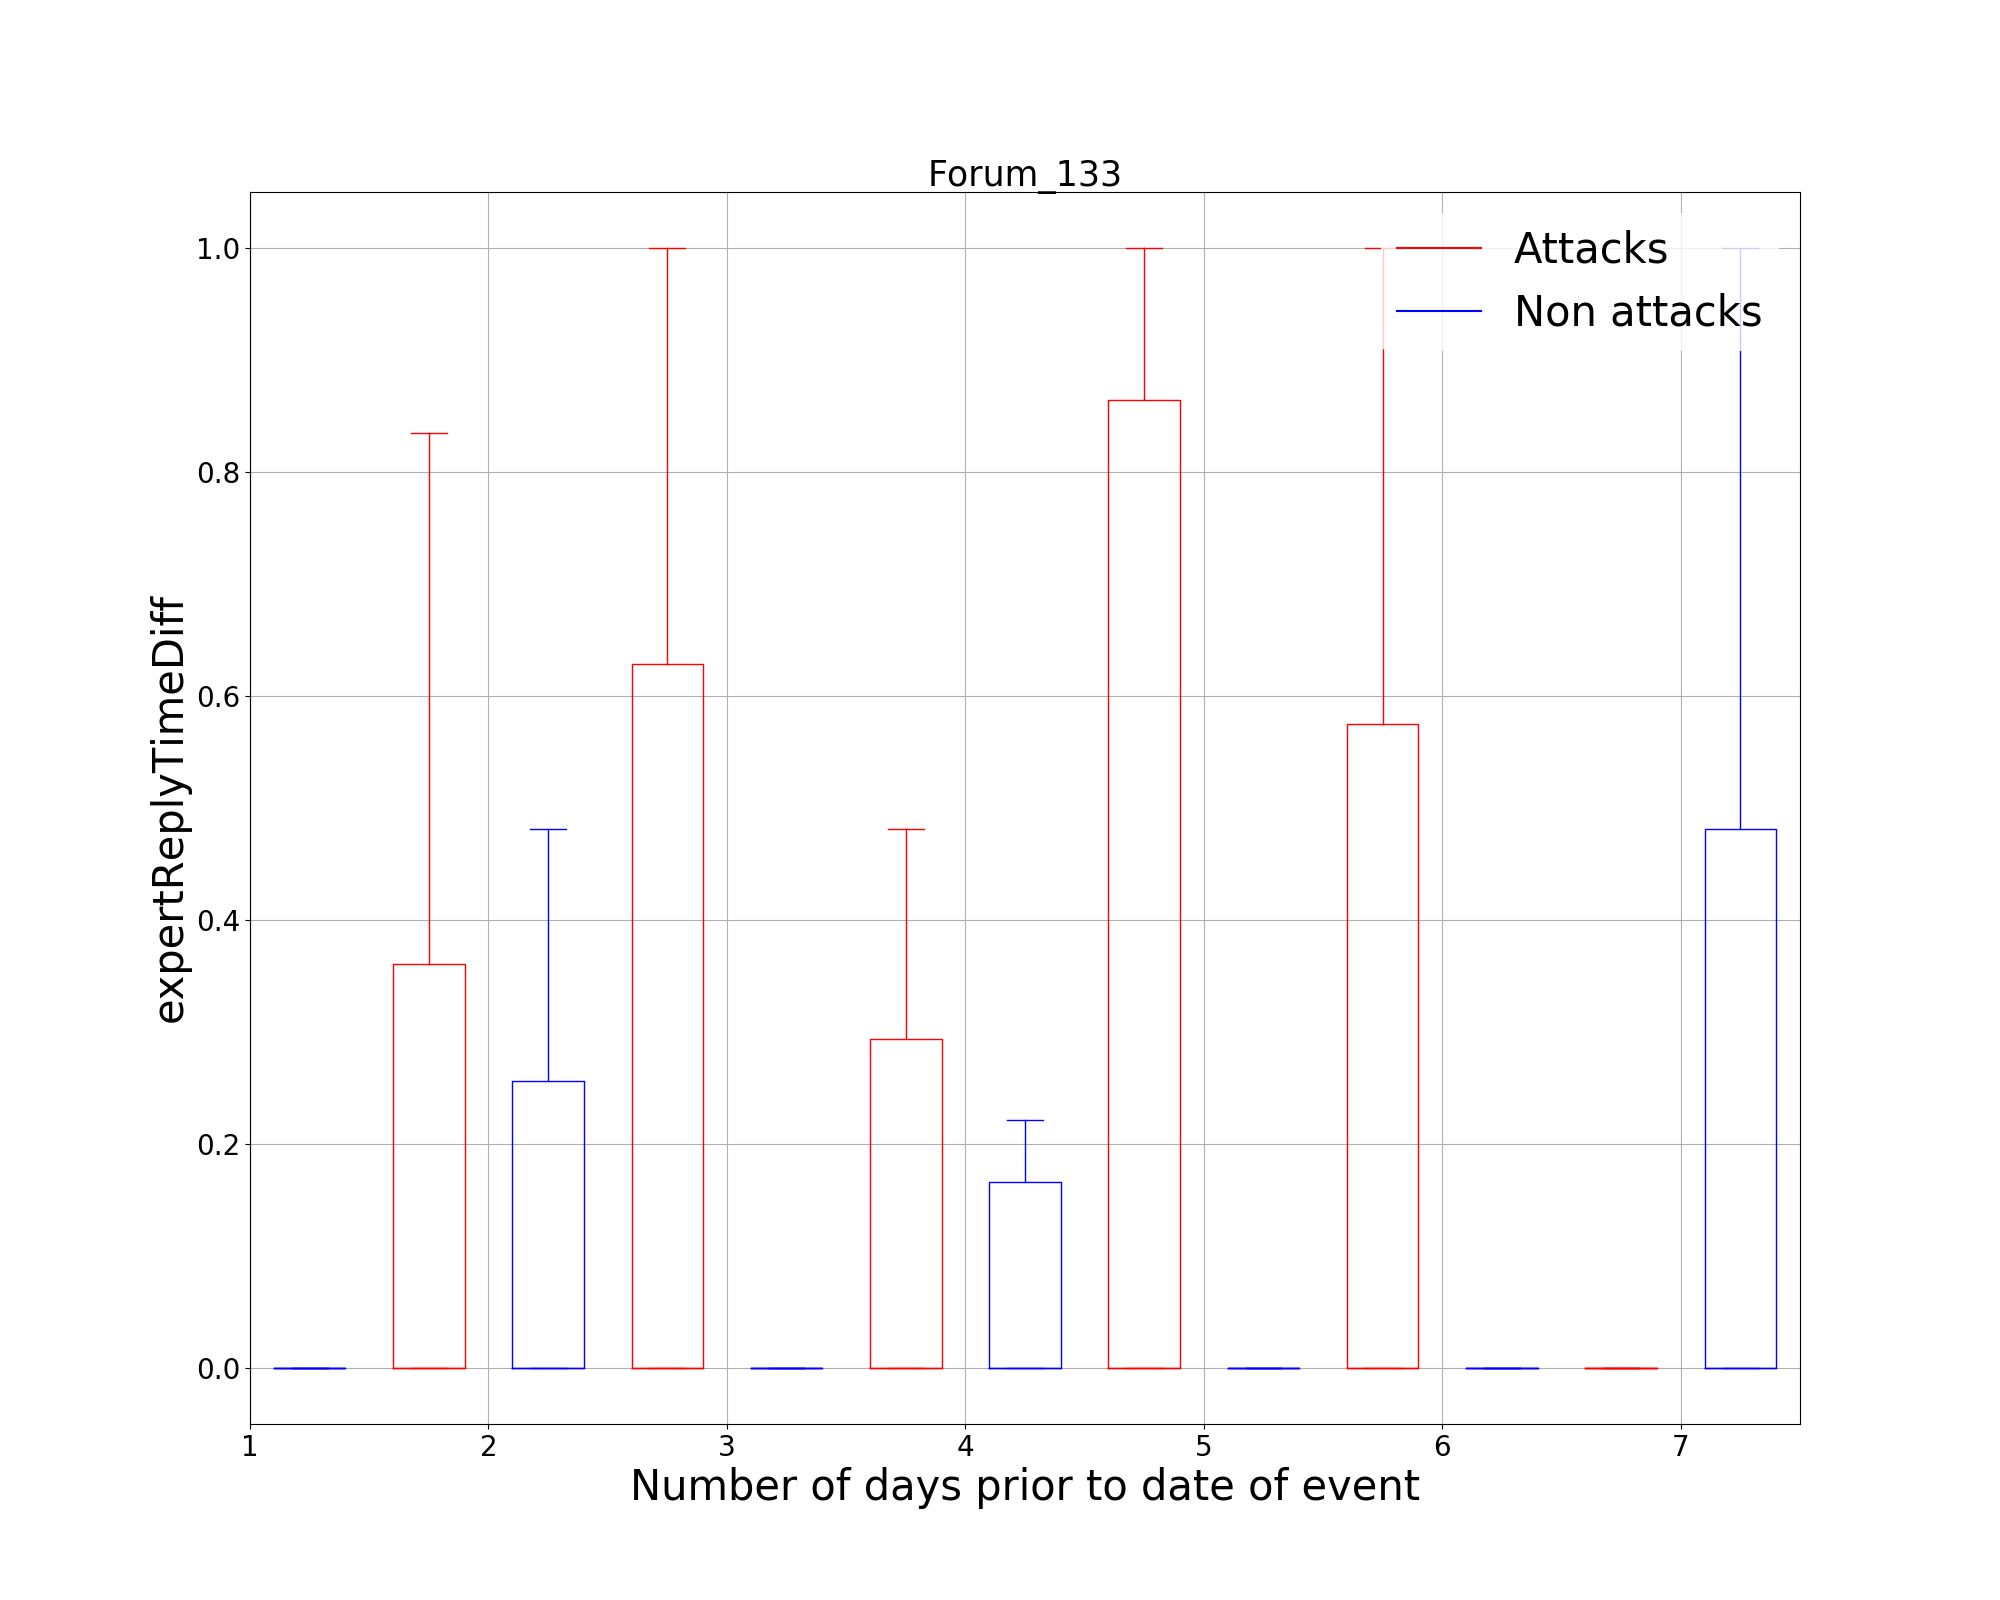 Forum_133
Attacks
Non attacks
expertReplyTimeDiff
1.0
0.8
0.6
0.4
0.2
0.0
1 2 3 4 5 6 7
Number of days prior to date of event